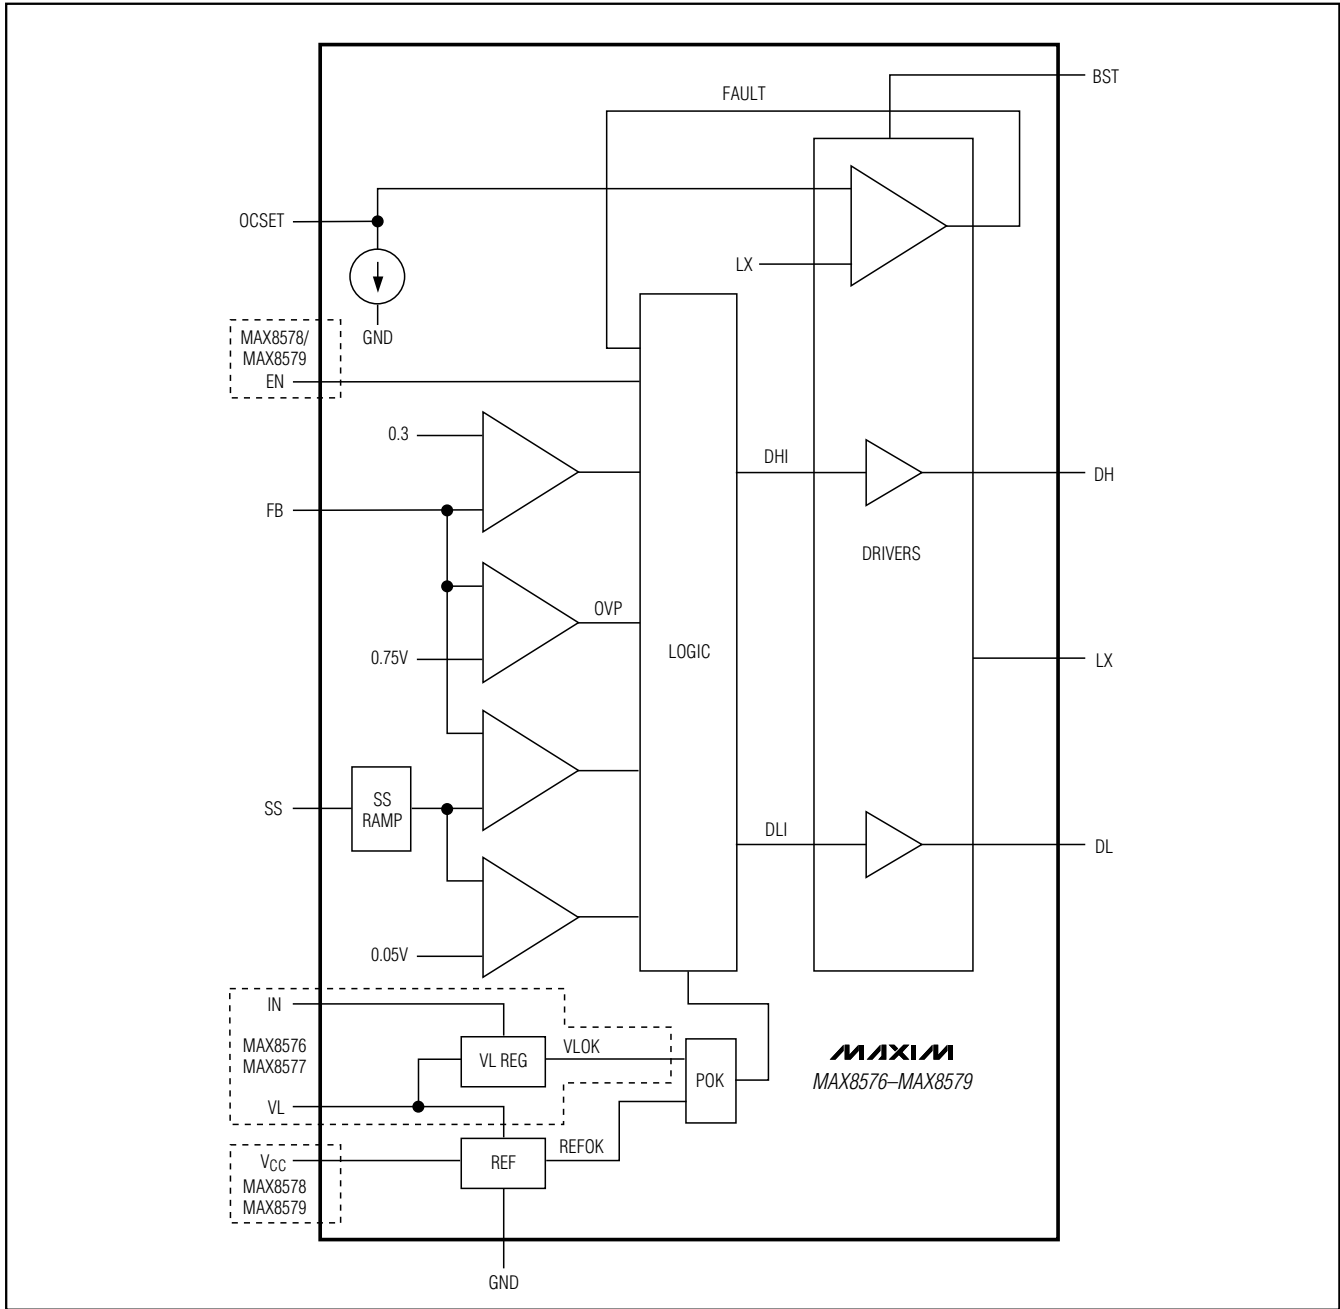 BST
FAULT
OCSET
LX
GND
MAX8578/
MAX8579
EN
0.3
DHI
DH
FB
DRIVERS
OVP
LOGIC
0.75V
LX
SS
SS
RAMP
DLI
DL
0.05V
IN
MAX8576
MAX8577
VL REG
VLOK
POK
MAXIM
MAX8576–MAX8579
VL
VCC
MAX8578
MAX8579
REF
REFOK
GND